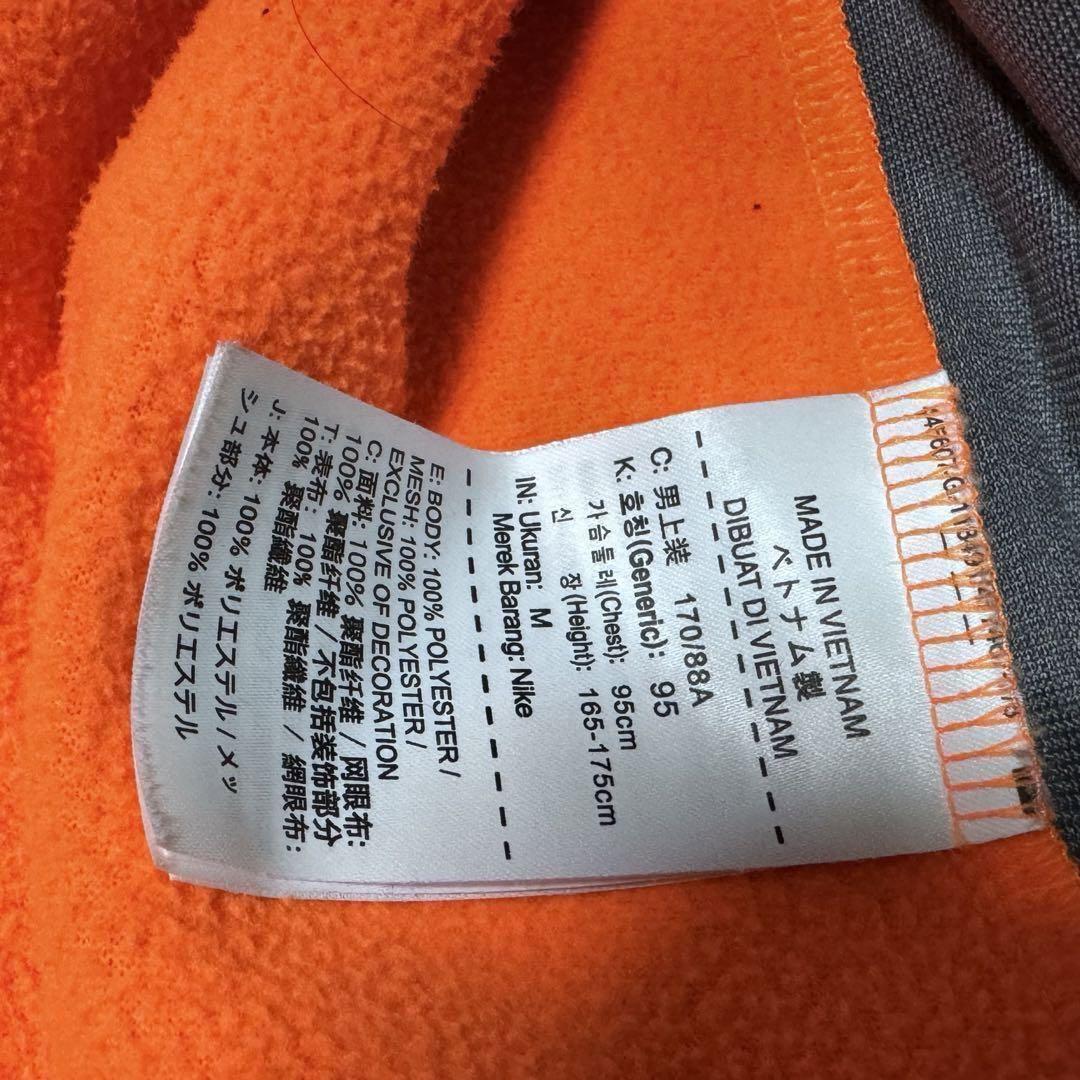 MADE IN VIETNAM
ベトナム製
DIBUAT DI VIETNAM
C: 男上装 170/88A
K: 호칭(Generic): 95
가슴둘레(Chest): 95cm
신 장(Height): 165-175cm
IN: Ukuran: M
Merek Barang: Nike
E: BODY: 100% POLYESTER /
MESH: 100% POLYESTER /
EXCLUSIVE OF DECORATION
C: 面料: 100% 聚酯纤维 / 网眼布:
100% 聚酯纤维 / 不包括装饰部分
T: 表布: 100% 聚酯纖維 / 網眼布:
100% 聚酯纖維
J: 本体: 100% ポリエステル / メッ
シュ部分: 100% ポリエステル